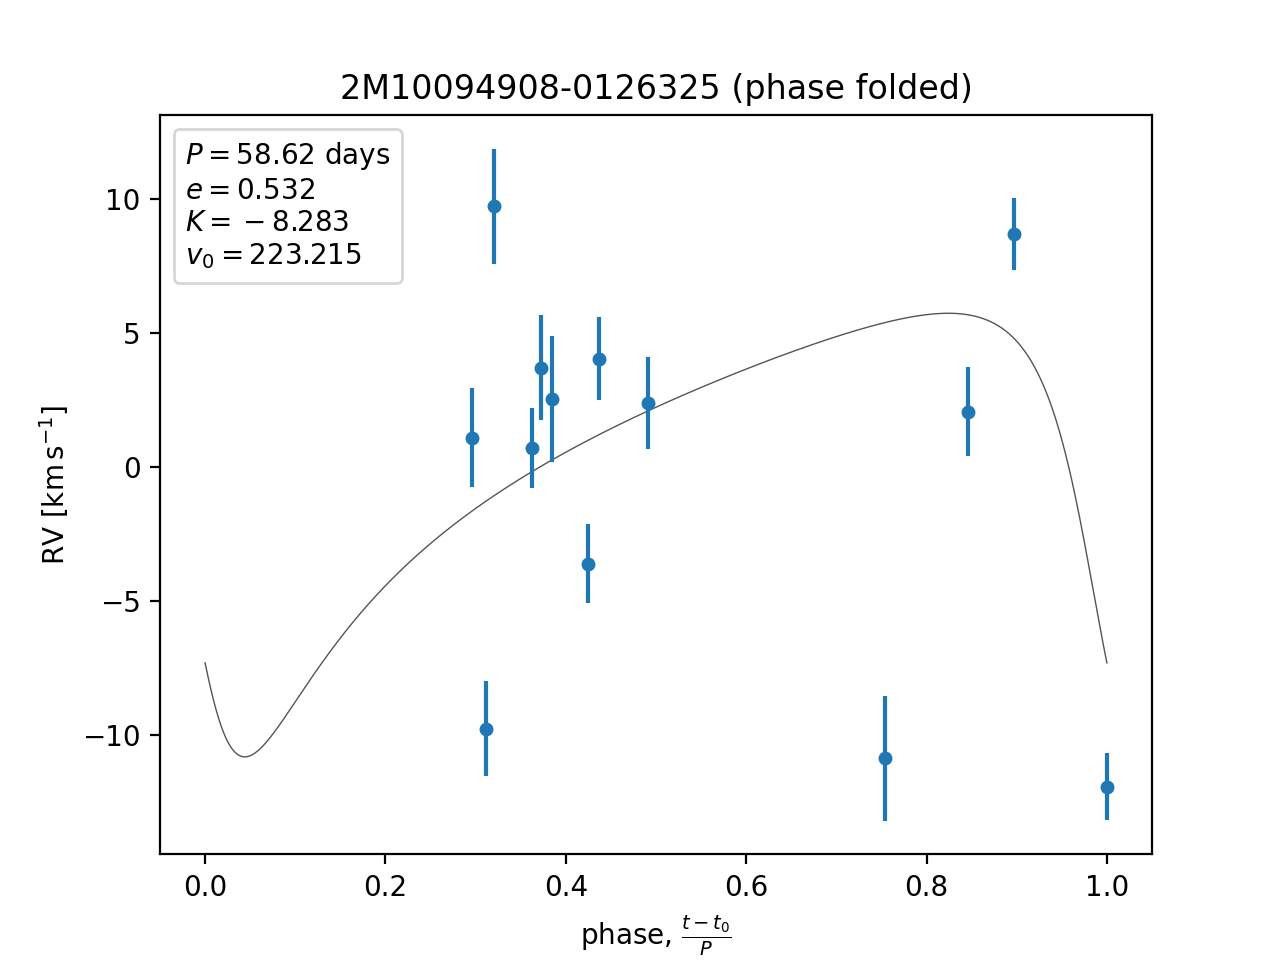 2M10094908-0126325 (phase folded)
P = 58.62 days
e = 0.532
K = −8.283
v₀ = 223.215
RV [km s⁻¹]
10
5
0
−5
−10
0.0 0.2 0.4 0.6 0.8 1.0
phase, (t − t₀)/P